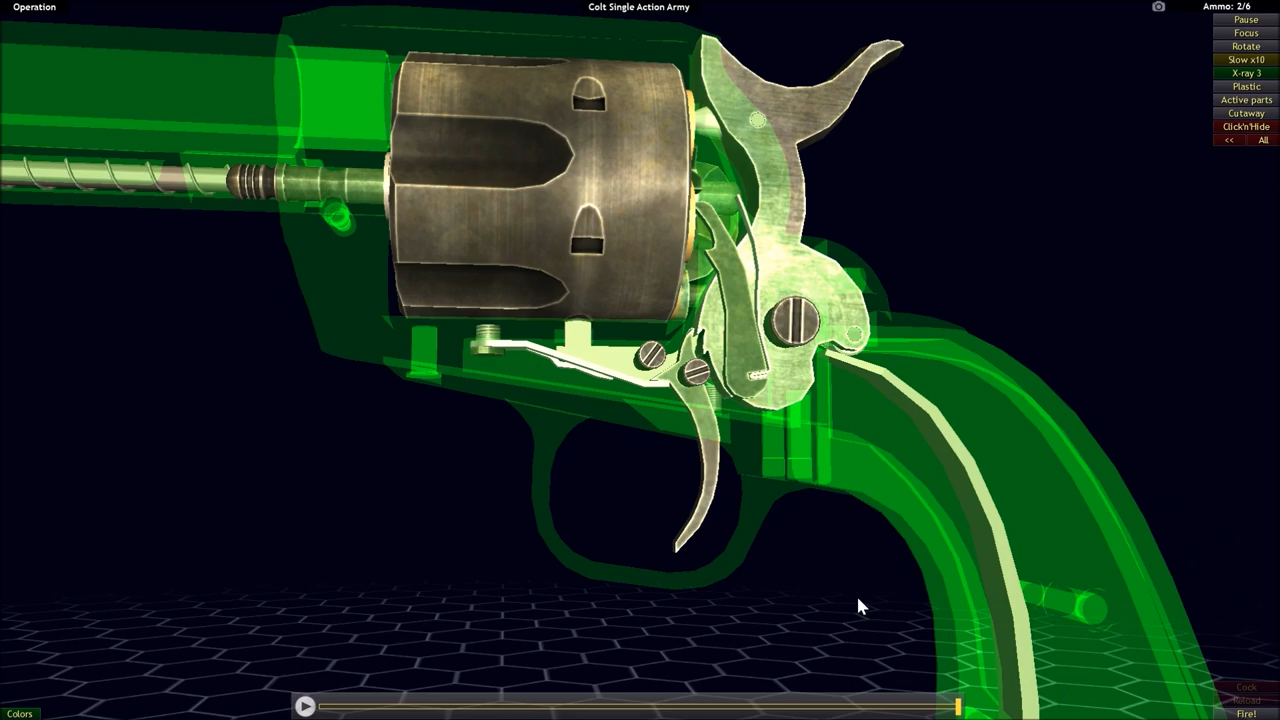 Operation
Colt Single Action Army
Ammo: 2/6
Pause
Focus
Rotate
Slow x10
X-ray 3
Plastic
Active parts
Cutaway
Click'n'Hide
<< All
Cock
Reload
Fire!
Colors